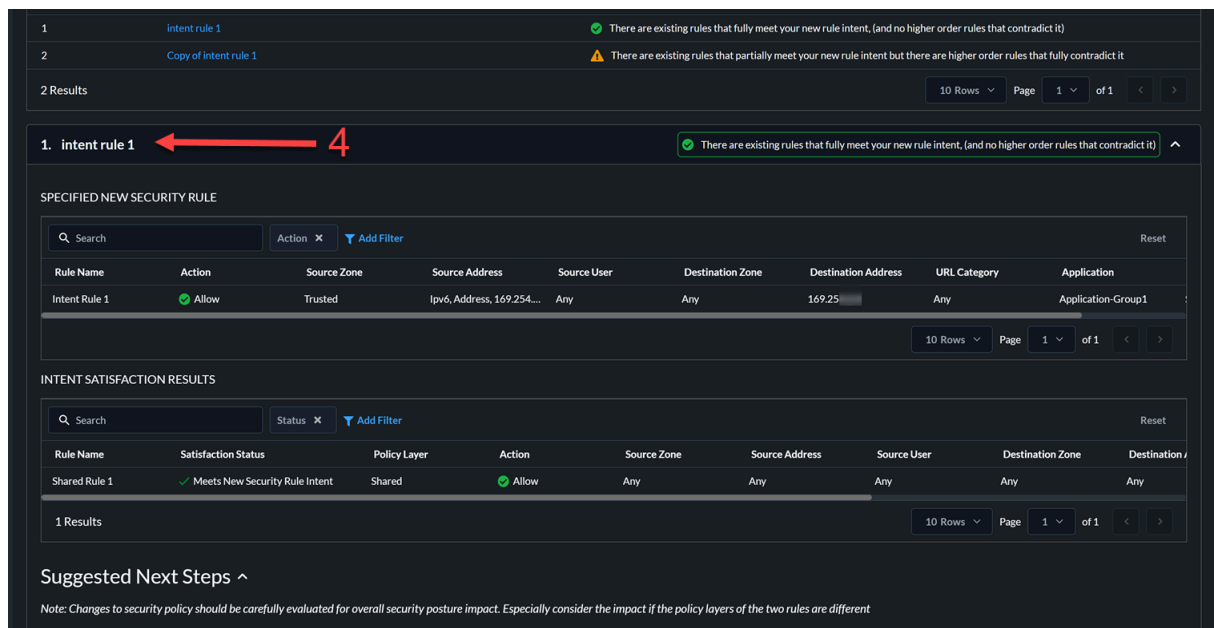 1 intent rule 1 There are existing rules that fully meet your new rule intent, (and no higher order rules that contradict it)
2 Copy of intent rule 1 There are existing rules that partially meet your new rule intent but there are higher order rules that fully contradict it
2 Results 10 Rows Page 1 of 1
1. intent rule 1 4 There are existing rules that fully meet your new rule intent, (and no higher order rules that contradict it)
SPECIFIED NEW SECURITY RULE
Search Action Add Filter Reset
Rule Name Action Source Zone Source Address Source User Destination Zone Destination Address URL Category Application
Intent Rule 1 Allow Trusted Ipv6, Address, 169.254.... Any Any 169.25 Any Application-Group1
10 Rows Page 1 of 1
INTENT SATISFACTION RESULTS
Search Status Add Filter Reset
Rule Name Satisfaction Status Policy Layer Action Source Zone Source Address Source User Destination Zone Destination
Shared Rule 1 Meets New Security Rule Intent Shared Allow Any Any Any Any Any
1 Results 10 Rows Page 1 of 1
Suggested Next Steps
Note: Changes to security policy should be carefully evaluated for overall security posture impact. Especially consider the impact if the policy layers of the two rules are different